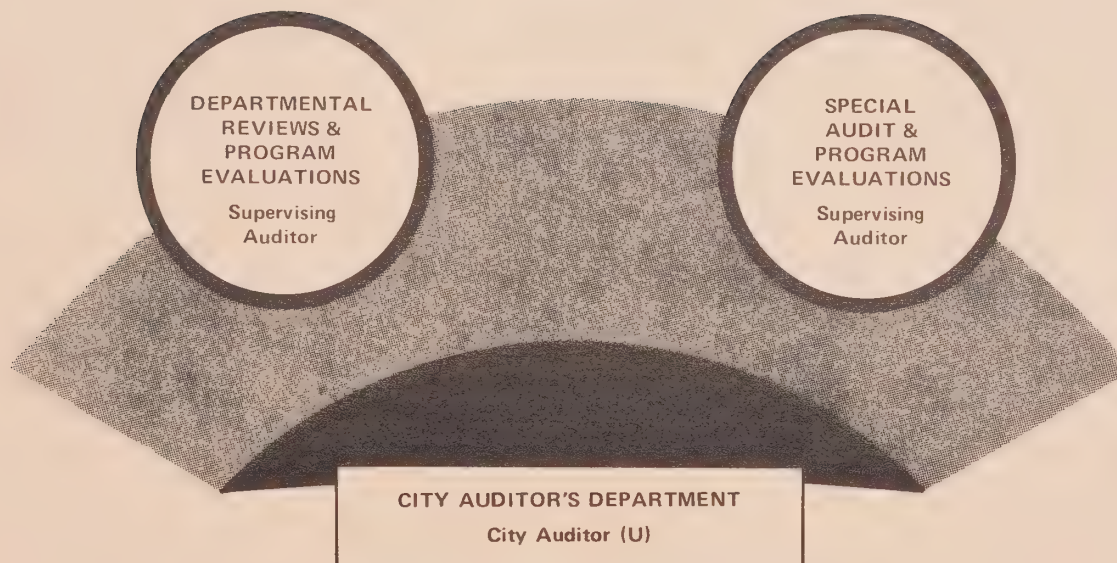 DEPARTMENTAL
REVIEWS &
PROGRAM
EVALUATIONS
Supervising
Auditor
SPECIAL
AUDIT &
PROGRAM
EVALUATIONS
Supervising
Auditor
CITY AUDITOR'S DEPARTMENT
City Auditor (U)